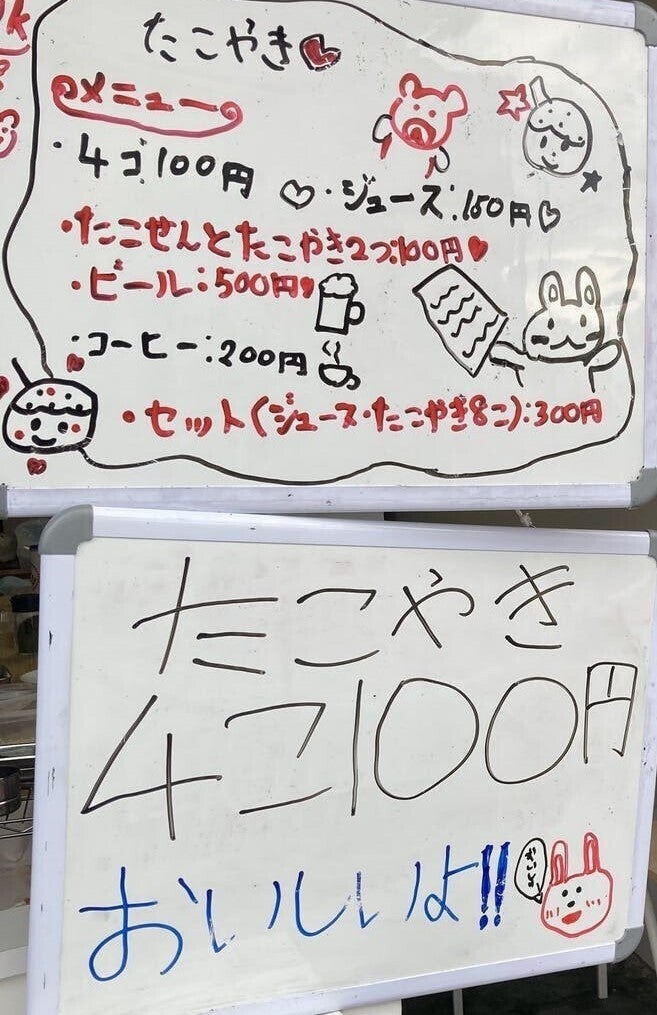 たこやき
メニュー
・4コ゛100円
・ジュース:150円
・たこせんとたこやき2つ:100円
・ビール:500円
・コーヒー:200円
・セット(ジュース・たこやき8こ):300円
たこやき
4コ100円
おいしいよ!!